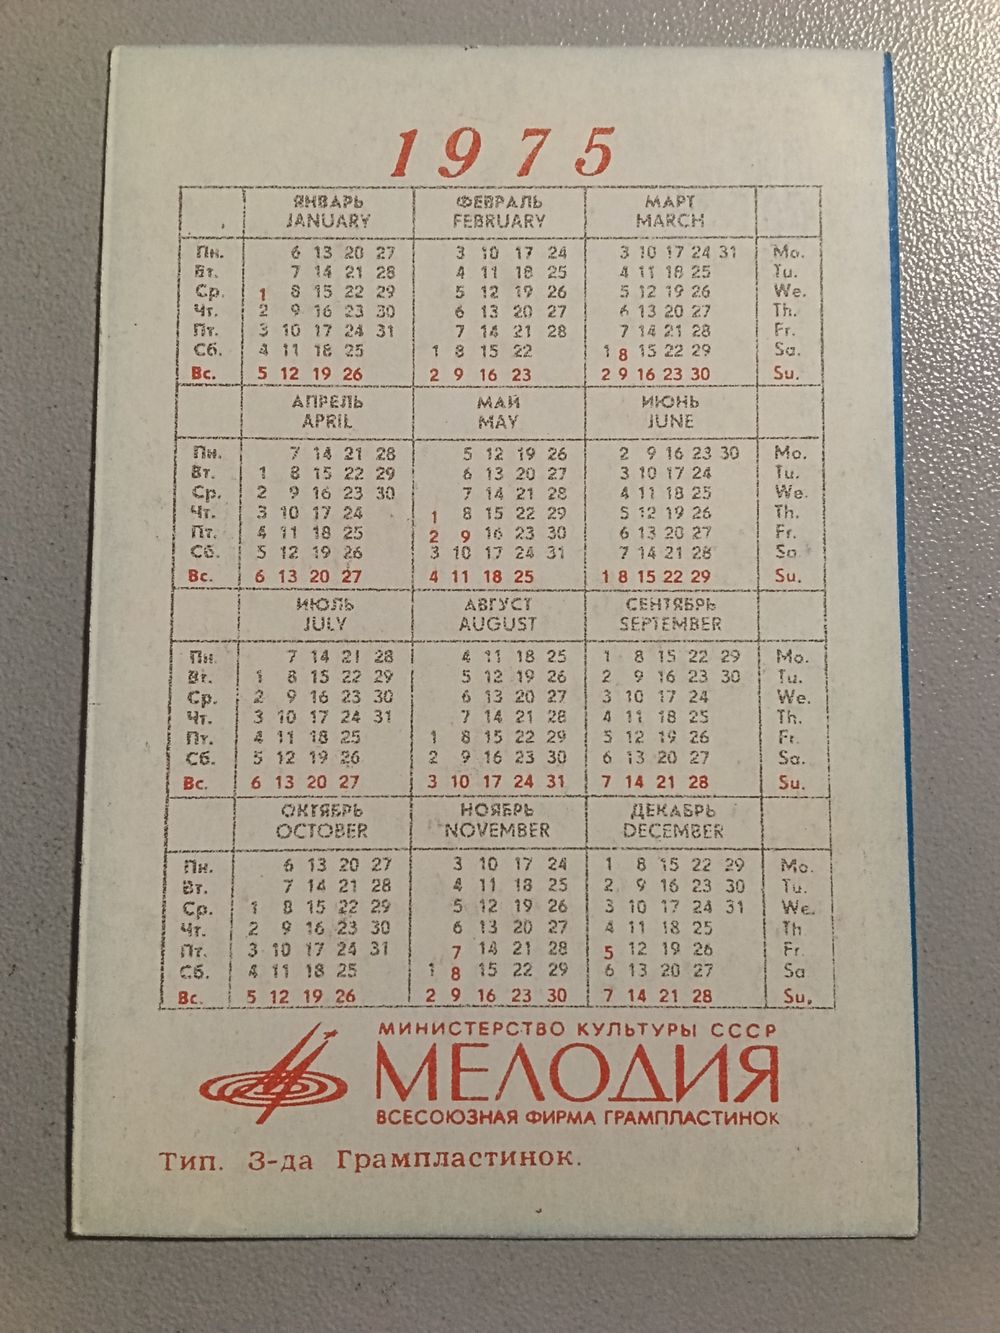 1975
ЯНВАРЬ ФЕВРАЛЬ МАРТ
JANUARY FEBRUARY MARCH
Пн. 6 13 20 27 3 10 17 24 3 10 17 24 31 Mo.
Вт. 7 14 21 28 4 11 18 25 4 11 18 25 Tu.
Ср. 1 8 15 22 29 5 12 19 26 5 12 19 26 We.
Чт. 2 9 16 23 30 6 13 20 27 6 13 20 27 Th.
Пт. 3 10 17 24 31 7 14 21 28 7 14 21 28 Fr.
Сб. 4 11 18 25 1 8 15 22 1 8 15 22 29 Sa.
Вс. 5 12 19 26 2 9 16 23 2 9 16 23 30 Su.
АПРЕЛЬ МАЙ ИЮНЬ
APRIL MAY JUNE
Пн. 7 14 21 28 5 12 19 26 2 9 16 23 30 Mo.
Вт. 1 8 15 22 29 6 13 20 27 3 10 17 24 Tu.
Ср. 2 9 16 23 30 7 14 21 28 4 11 18 25 We.
Чт. 3 10 17 24 1 8 15 22 29 5 12 19 26 Th.
Пт. 4 11 18 25 2 9 16 23 30 6 13 20 27 Fr.
Сб. 5 12 19 26 3 10 17 24 31 7 14 21 28 Sa.
Вс. 6 13 20 27 4 11 18 25 1 8 15 22 29 Su.
ИЮЛЬ АВГУСТ СЕНТЯБРЬ
JULY AUGUST SEPTEMBER
Пн. 7 14 21 28 4 11 18 25 1 8 15 22 29 Mo.
Вт. 1 8 15 22 29 5 12 19 26 2 9 16 23 30 Tu.
Ср. 2 9 16 23 30 6 13 20 27 3 10 17 24 We.
Чт. 3 10 17 24 31 7 14 21 28 4 11 18 25 Th.
Пт. 4 11 18 25 1 8 15 22 29 5 12 19 26 Fr.
Сб. 5 12 19 26 2 9 16 23 30 6 13 20 27 Sa.
Вс. 6 13 20 27 3 10 17 24 31 7 14 21 28 Su.
ОКТЯБРЬ НОЯБРЬ ДЕКАБРЬ
OCTOBER NOVEMBER DECEMBER
Пн. 6 13 20 27 3 10 17 24 1 8 15 22 29 Mo.
Вт. 7 14 21 28 4 11 18 25 2 9 16 23 30 Tu.
Ср. 1 8 15 22 29 5 12 19 26 3 10 17 24 31 We.
Чт. 2 9 16 23 30 6 13 20 27 4 11 18 25 Th
Пт. 3 10 17 24 31 7 14 21 28 5 12 19 26 Fr.
Сб. 4 11 18 25 1 8 15 22 29 6 13 20 27 Sa
Вс. 5 12 19 26 2 9 16 23 30 7 14 21 28 Su.
МИНИСТЕРСТВО КУЛЬТУРЫ СССР
МЕЛОДИЯ
ВСЕСОЮЗНАЯ ФИРМА ГРАМПЛАСТИНОК
Тип. З-да Грампластинок.